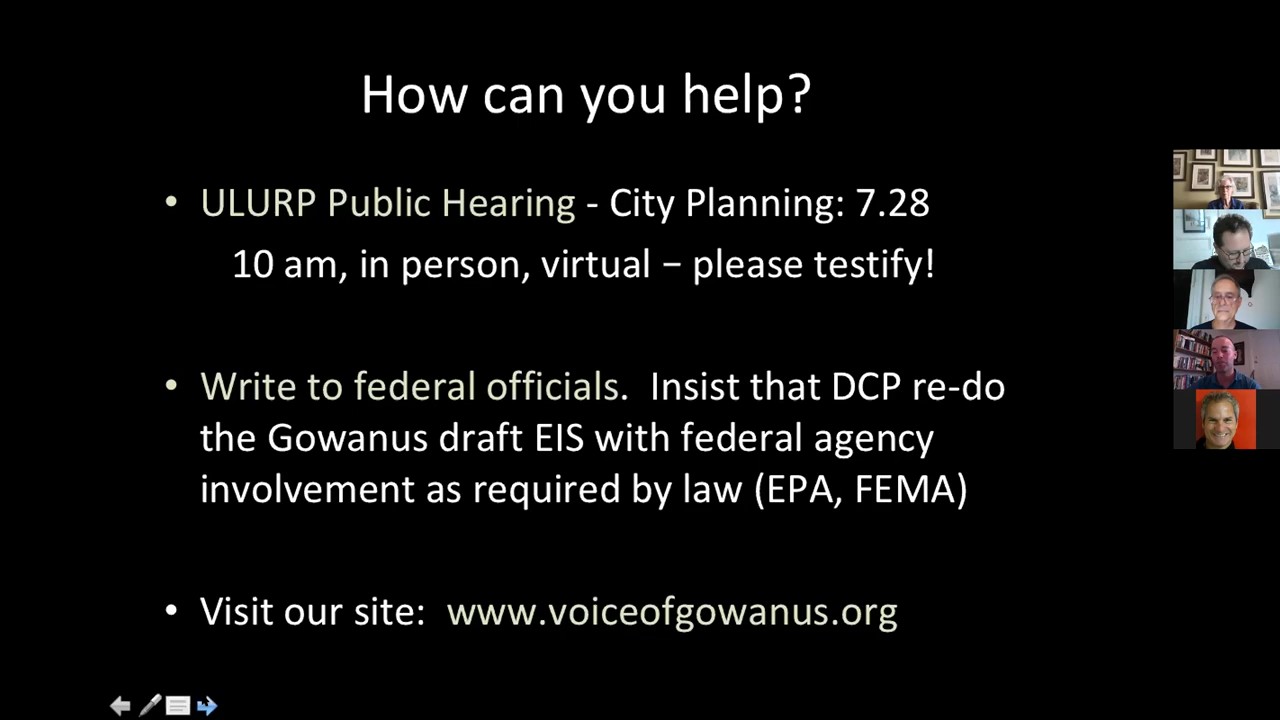 How can you help?
• ULURP Public Hearing - City Planning: 7.28
10 am, in person, virtual – please testify!
• Write to federal officials. Insist that DCP re-do
the Gowanus draft EIS with federal agency
involvement as required by law (EPA, FEMA)
• Visit our site: www.voiceofgowanus.org